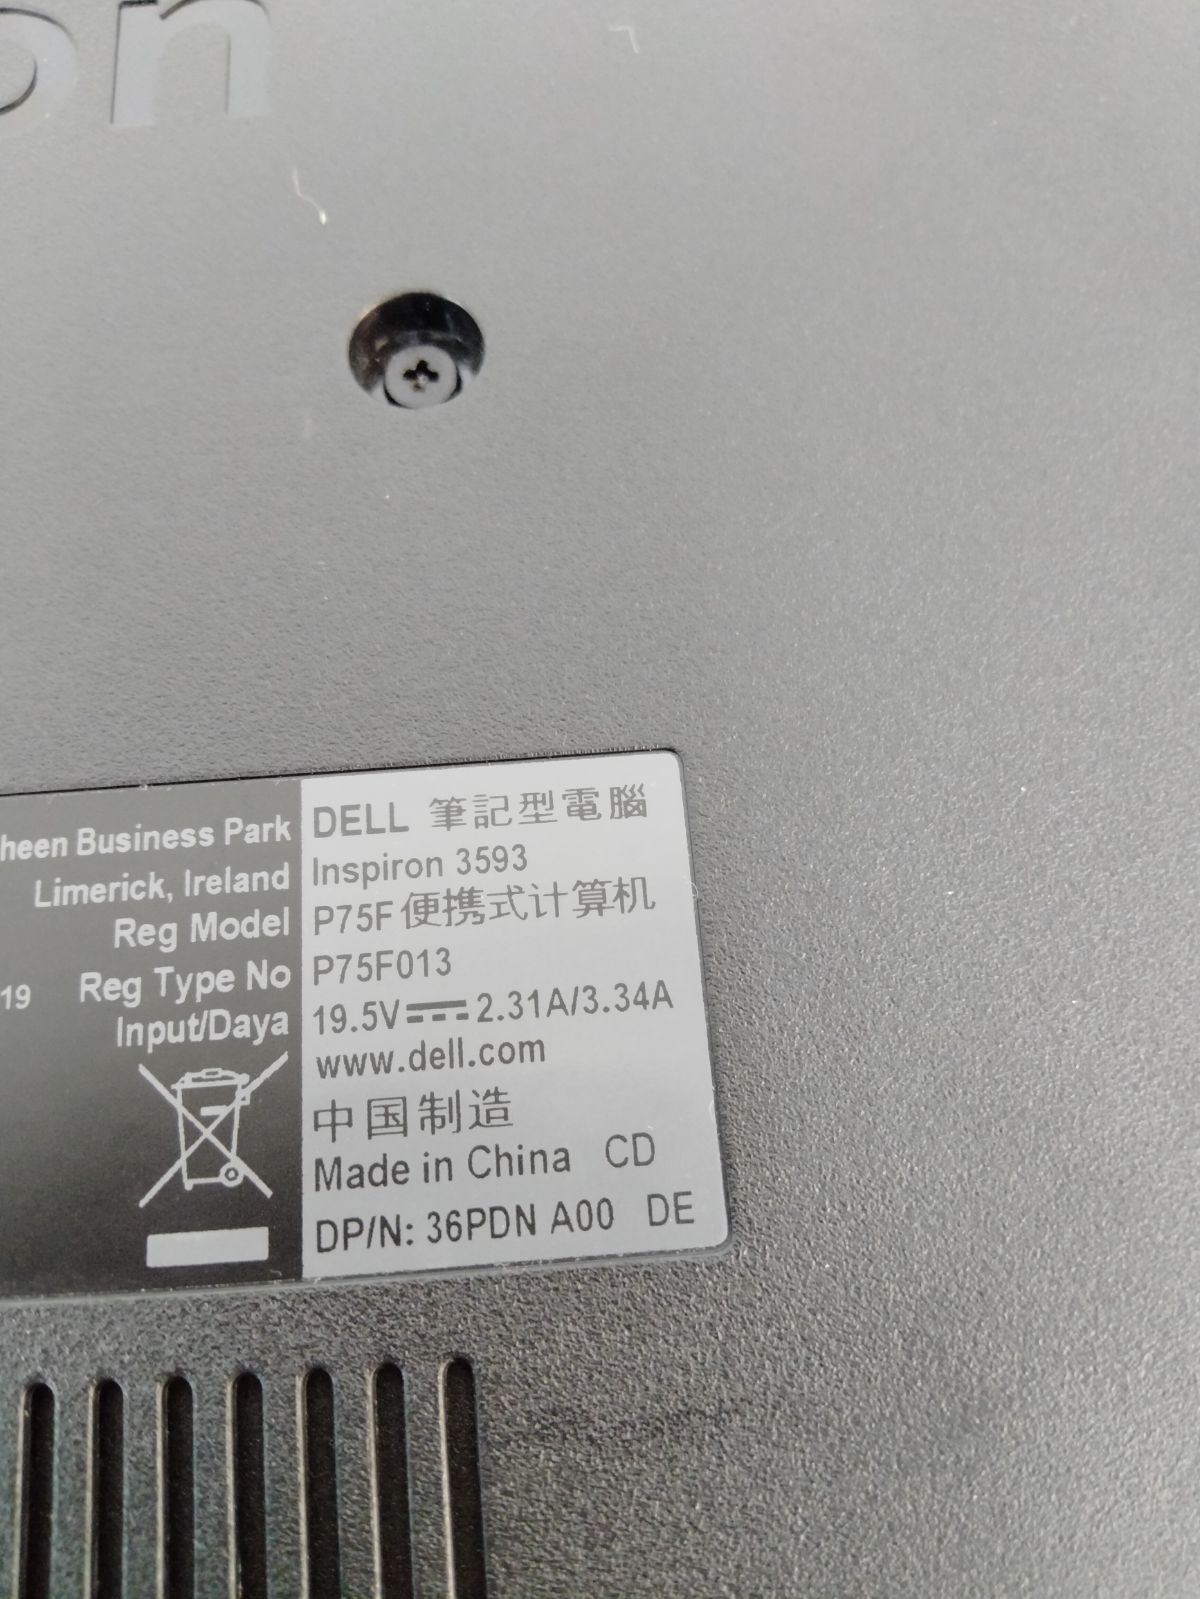 on
heen Business Park
DELL 筆記型電腦
Limerick, Ireland
Inspiron 3593
Reg Model
P75F 便携式计算机
19 Reg Type No
P75F013
Input/Daya
19.5V⎓2.31A/3.34A
www.dell.com
中国制造
Made in China CD
DP/N: 36PDN A00 DE